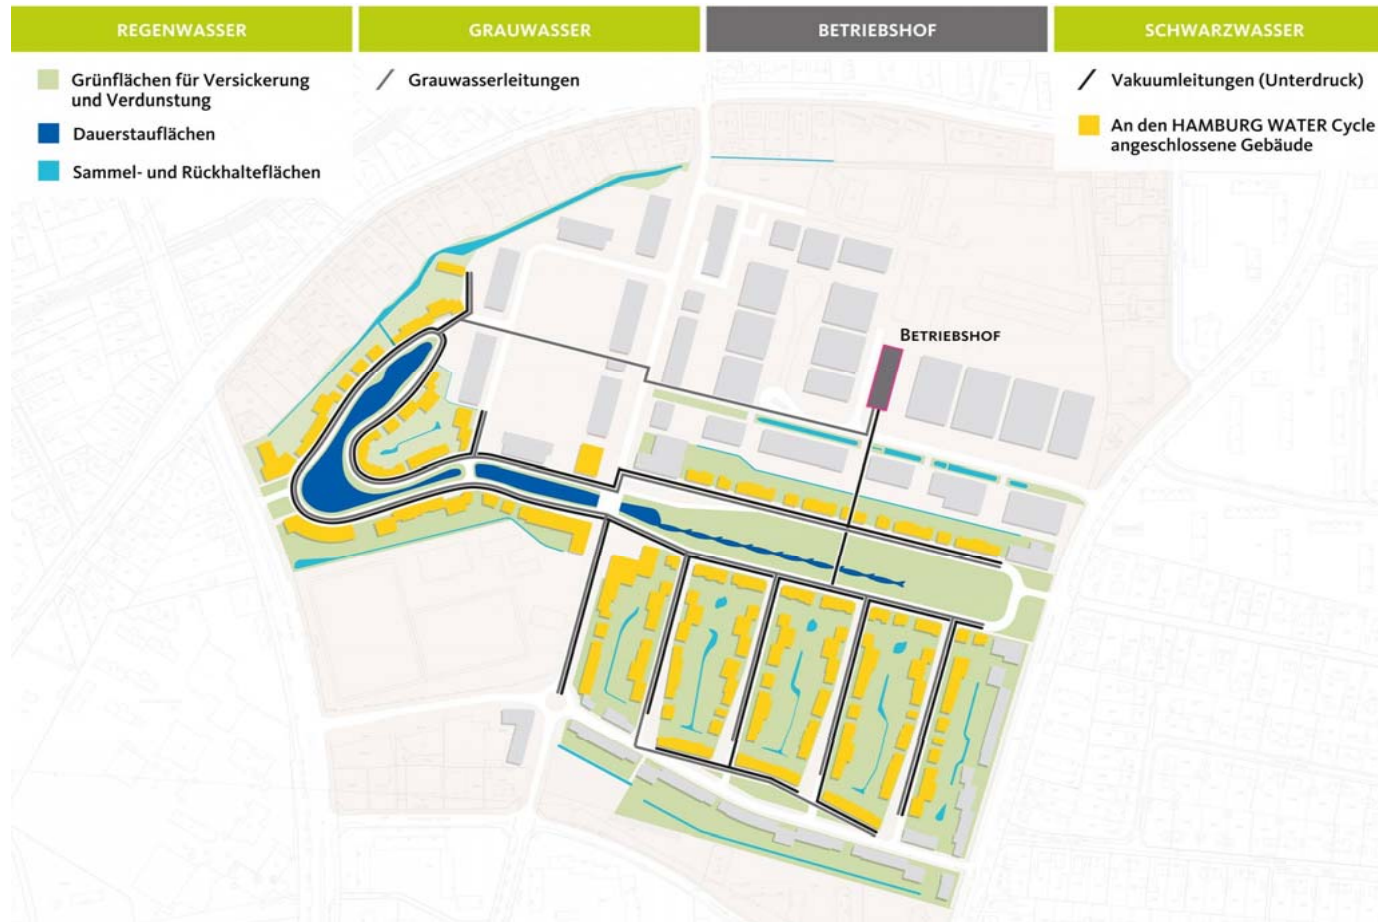 REGENWASSER
GRAUWASSER
BETRIEBSHOF
SCHWARZWASSER
Grünflächen für Versickerung
und Verdunstung
Dauerstauflächen
Sammel- und Rückhalteflächen
Grauwasserleitungen
Vakuumleitungen (Unterdruck)
An den HAMBURG WATER Cycle
angeschlossene Gebäude
BETRIEBSHOF